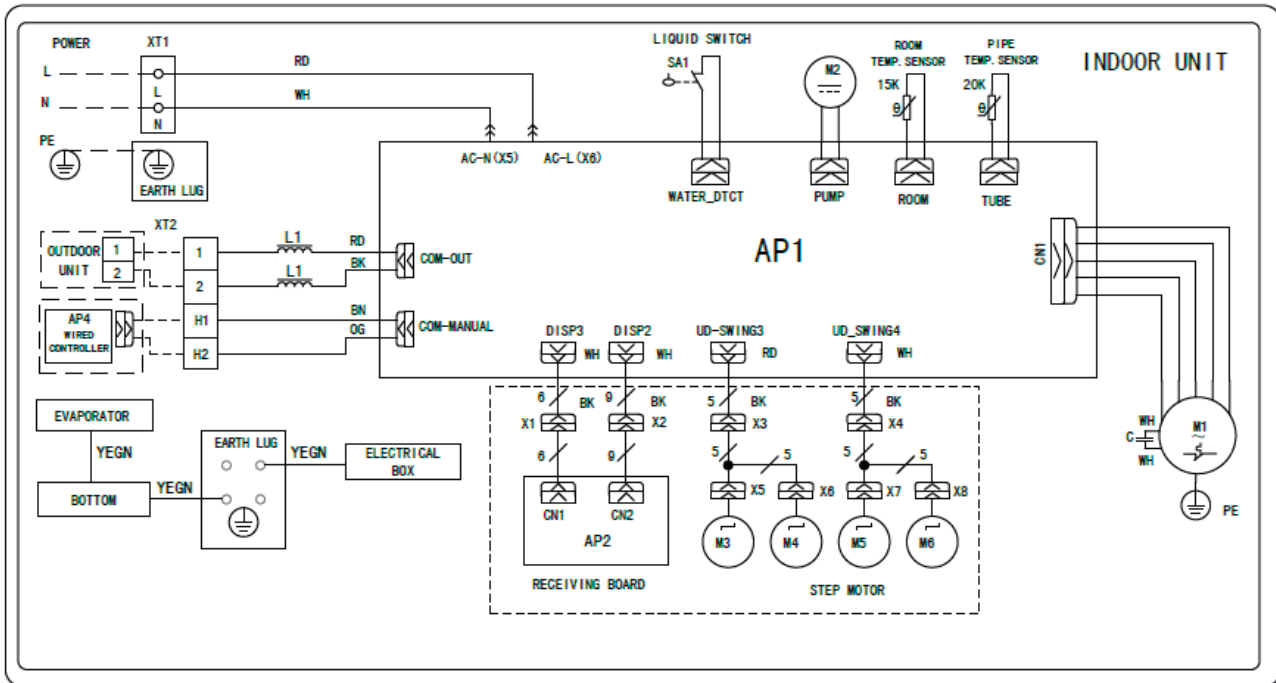 INDOOR UNIT
POWER
XT1
L
N
RD
WH
L
N
PE
EARTH LUG
AC-N(X5)
AC-L(X6)
LIQUID SWITCH
SA1
WATER_DTCT
M2
PUMP
ROOM
TEMP. SENSOR
15K
θ
ROOM
PIPE
TEMP. SENSOR
20K
θ
TUBE
AP1
XT2
OUTDOOR
UNIT
1
2
1
2
H1
H2
L1
L1
RD
BK
COM-OUT
AP4
WIRED
CONTROLLER
BN
OG
COM-MANUAL
CN1
DISP3
DISP2
UD-SWING3
UD_SWING4
WH
WH
RD
WH
6
BK
9
BK
5
BK
5
BK
X1
X2
X3
X4
6
9
5
5
5
5
X5
X6
X7
X8
CN1
CN2
AP2
M3
M4
M5
M6
RECEIVING BOARD
STEP MOTOR
EVAPORATOR
YEGN
BOTTOM
YEGN
EARTH LUG
YEGN
ELECTRICAL
BOX
WH
C
WH
M1
~
PE